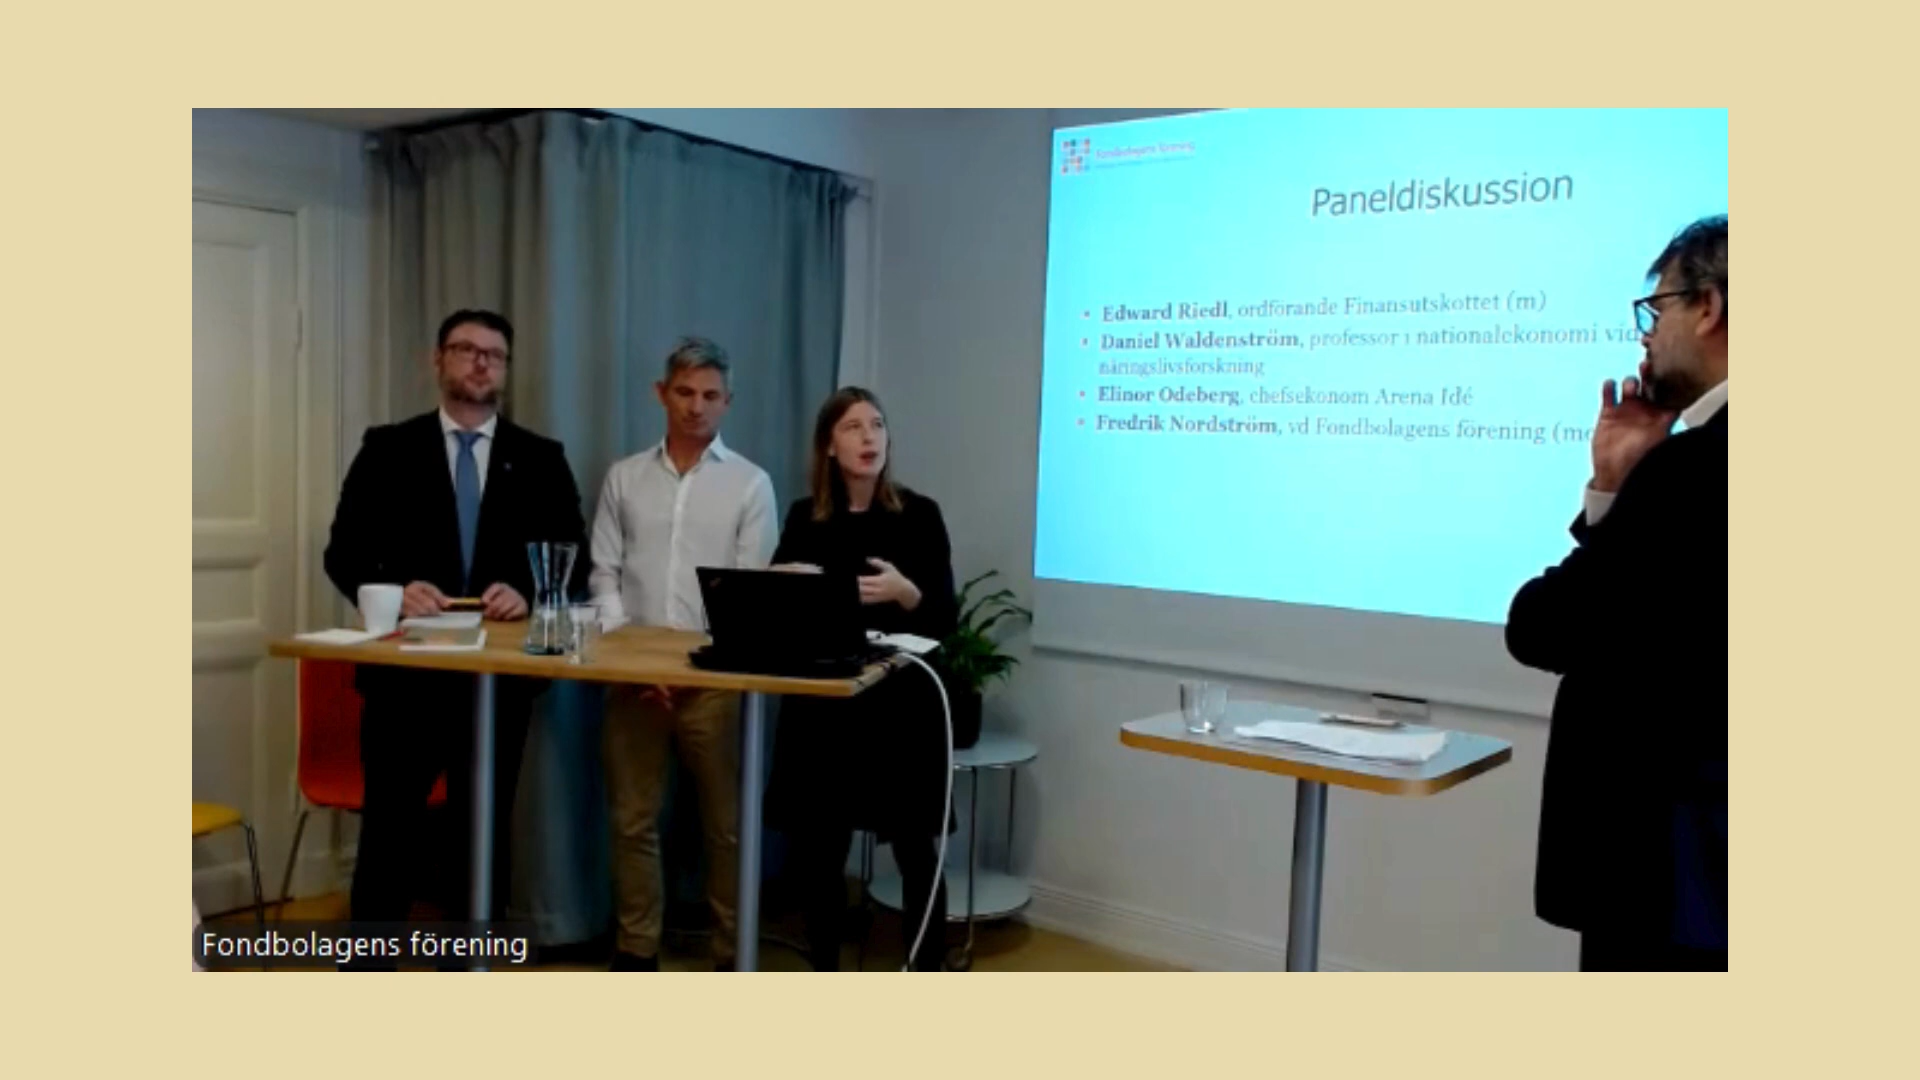 Fondbolagens förening
Paneldiskussion
• Edward Riedl, ordförande Finansutskottet (m)
• Daniel Waldenström, professor i nationalekonomi vid
näringslivsforskning
• Elinor Odeberg, chefsekonom Arena Idé
• Fredrik Nordström, vd Fondbolagens förening (mo
Fondbolagens förening